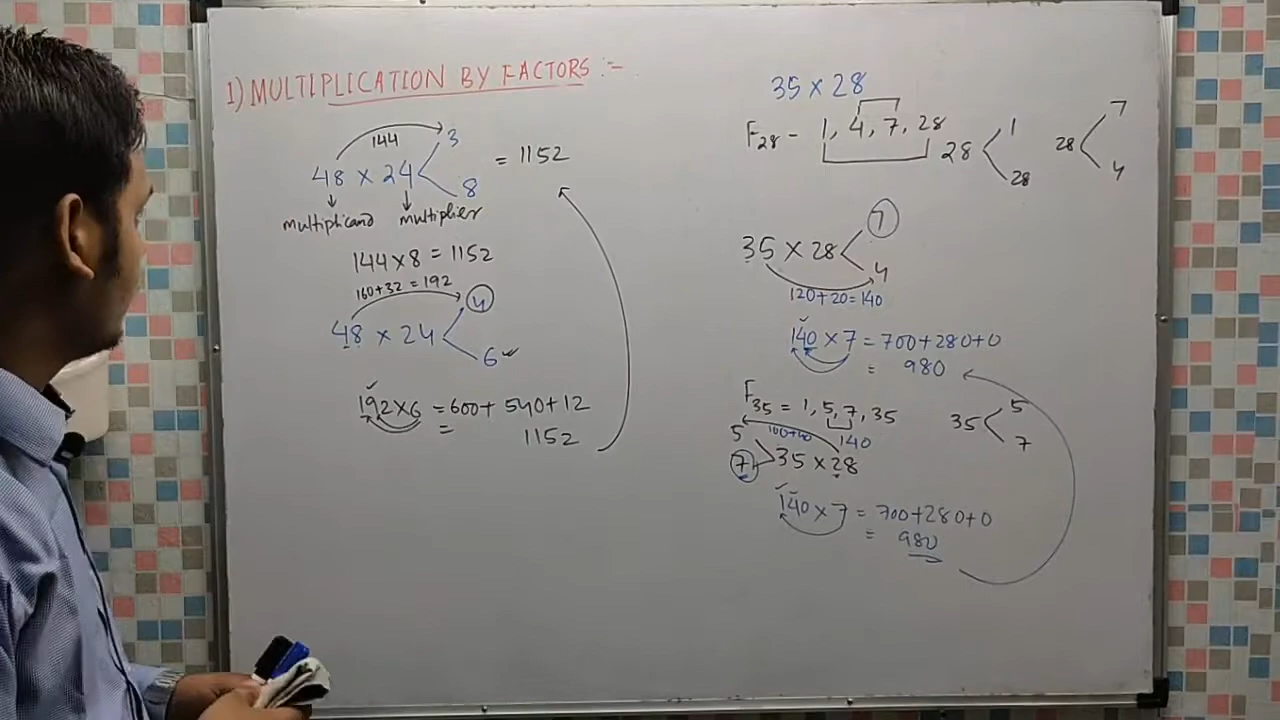 1) MULTIPLICATION BY FACTORS :-
144
3
48 × 24
8
= 1152
multiplicand multiplier
144×8 = 1152
160+32 = 192
4
48 × 24
6
192×6 = 600+ 540+12
= 1152
35 × 28
F28 - 1, 4, 7, 28
28
1
28
28
7
4
7
35 × 28
4
120+20=140
140 × 7 = 700+280+0
= 980
F35 = 1, 5, 7, 35
35
5
7
5
100+40
140
7
35 × 28
140 × 7 = 700+280+0
= 980